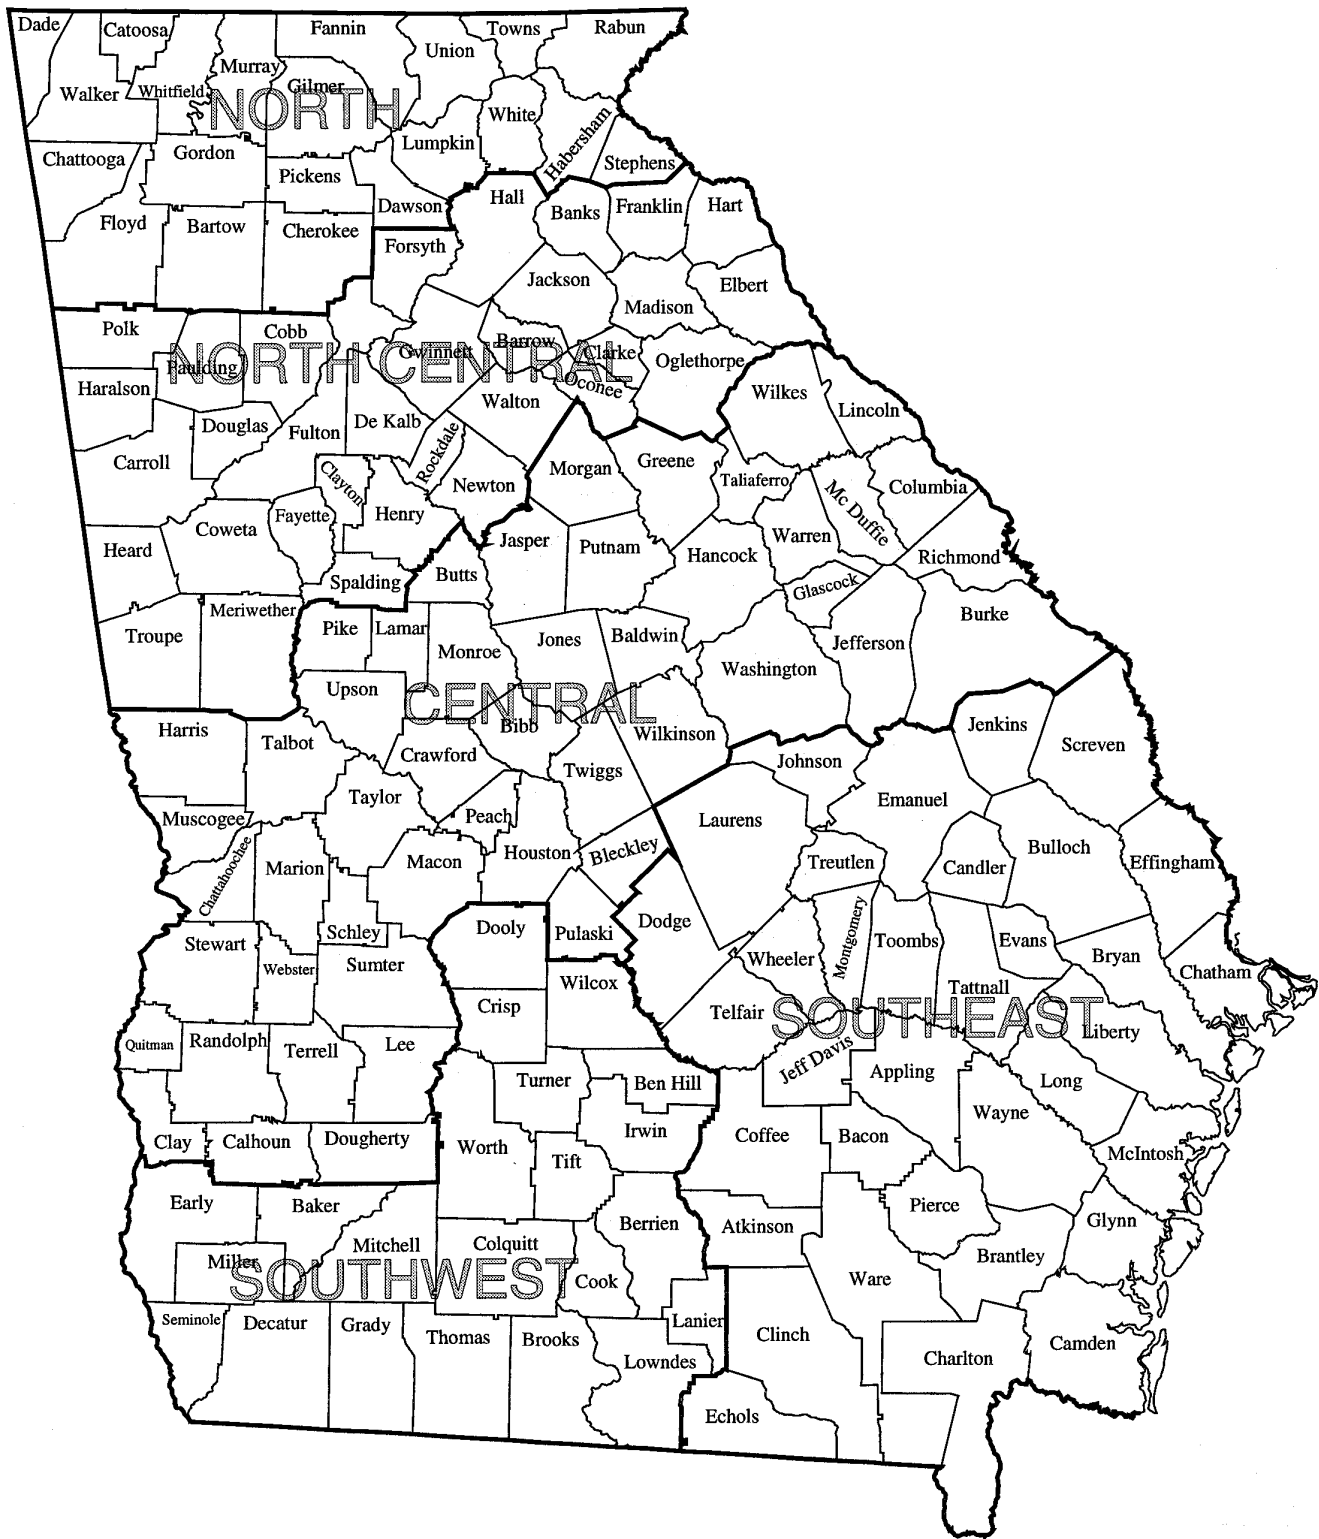 Dade
Catoosa
Fannin
Towns
Rabun
Union
Murray
Gilmer
Walker
Whitfield
NORTH
White
Habersham
Lumpkin
Chattooga
Gordon
Stephens
Pickens
Hall
Dawson
Banks
Franklin
Hart
Floyd
Bartow
Cherokee
Forsyth
Jackson
Elbert
Madison
Polk
Cobb
NORTH CENTRAL
Paulding
Gwinnett
Barrow
Clarke
Oglethorpe
Oconee
Haralson
Walton
Wilkes
Lincoln
Douglas
Fulton
De Kalb
Rockdale
Carroll
Clayton
Newton
Morgan
Greene
Taliaferro
Columbia
Mc Duffie
Coweta
Fayette
Henry
Heard
Jasper
Putnam
Hancock
Warren
Richmond
Spalding
Butts
Glascock
Meriwether
Troupe
Pike
Lamar
Monroe
Jones
Baldwin
Jefferson
Burke
Washington
Upson
CENTRAL
Bibb
Wilkinson
Harris
Talbot
Crawford
Twiggs
Johnson
Jenkins
Screven
Taylor
Peach
Emanuel
Muscogee
Laurens
Chattahoochee
Marion
Macon
Houston
Bleckley
Treutlen
Candler
Bulloch
Effingham
Stewart
Schley
Dooly
Pulaski
Dodge
Montgomery
Toombs
Evans
Webster
Sumter
Wheeler
Bryan
Chatham
Wilcox
Crisp
Telfair
Tattnall
SOUTHEAST
Liberty
Quitman
Randolph
Terrell
Lee
Jeff Davis
Appling
Long
Turner
Ben Hill
Wayne
Clay
Calhoun
Dougherty
Worth
Irwin
Tift
Coffee
Bacon
McIntosh
Early
Baker
Berrien
Atkinson
Pierce
Glynn
Mitchell
Colquitt
Brantley
Miller
SOUTHWEST
Cook
Ware
Seminole
Decatur
Grady
Thomas
Brooks
Lanier
Lowndes
Clinch
Charlton
Camden
Echols